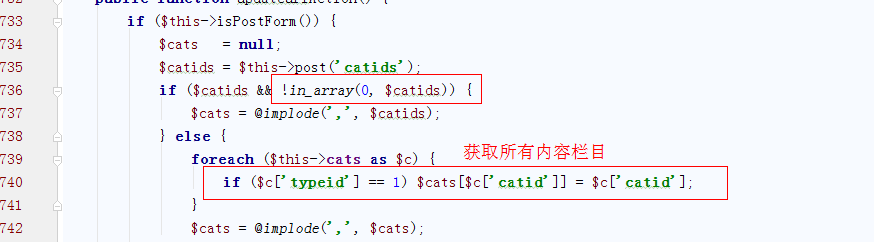 733 if ($this->isPostForm()) {
734 $cats = null;
735 $catids = $this->post('catids');
736 if ($catids && !in_array(0, $catids)) {
737 $cats = @implode(',', $catids);
738 } else {
739 foreach ($this->cats as $c) {
获取所有内容栏目
740 if ($c['typeid'] == 1) $cats[$c['catid']] = $c['catid'];
741 }
742 $cats = @implode(',', $cats);